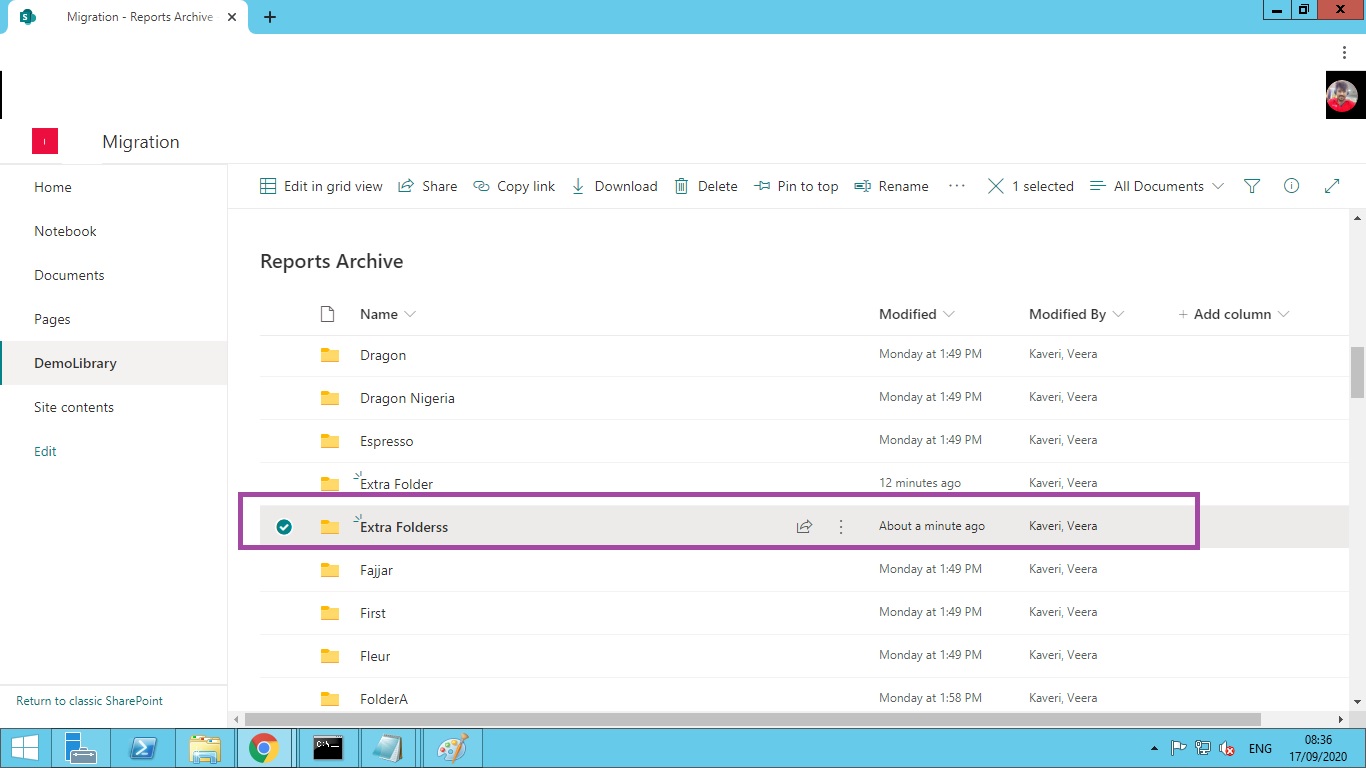 Migration - Reports Archive
Migration
Home
Notebook
Documents
Pages
DemoLibrary
Site contents
Edit
Return to classic SharePoint
Edit in grid view Share Copy link Download Delete Pin to top Rename ··· 1 selected All Documents
Reports Archive
Name Modified Modified By + Add column
Dragon Monday at 1:49 PM Kaveri, Veera
Dragon Nigeria Monday at 1:49 PM Kaveri, Veera
Espresso Monday at 1:49 PM Kaveri, Veera
Extra Folder 12 minutes ago Kaveri, Veera
Extra Folderss About a minute ago Kaveri, Veera
Fajjar Monday at 1:49 PM Kaveri, Veera
First Monday at 1:49 PM Kaveri, Veera
Fleur Monday at 1:49 PM Kaveri, Veera
FolderA Monday at 1:58 PM Kaveri, Veera
C:\
ENG
08:36
17/09/2020